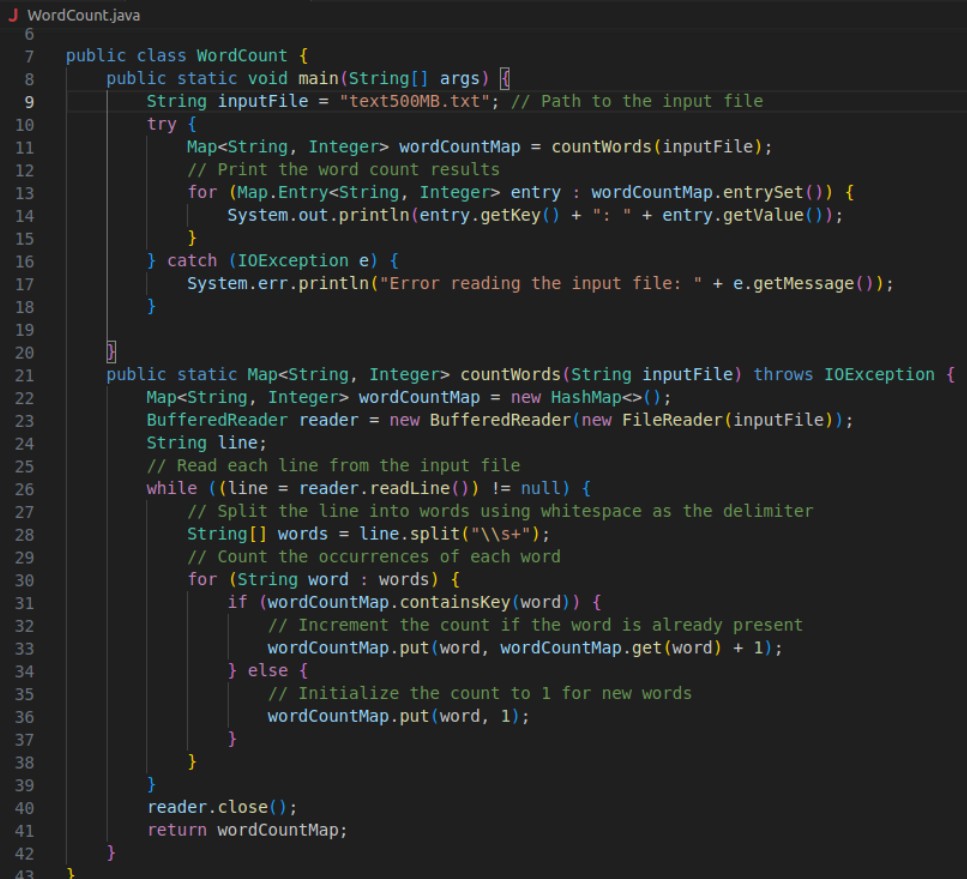 J WordCount.java
6
7 public class WordCount {
8     public static void main(String[] args) {
9         String inputFile = "text500MB.txt"; // Path to the input file
10         try {
11             Map<String, Integer> wordCountMap = countWords(inputFile);
12             // Print the word count results
13             for (Map.Entry<String, Integer> entry : wordCountMap.entrySet()) {
14                 System.out.println(entry.getKey() + ": " + entry.getValue());
15             }
16         } catch (IOException e) {
17             System.err.println("Error reading the input file: " + e.getMessage());
18         }
19
20     }
21     public static Map<String, Integer> countWords(String inputFile) throws IOException {
22         Map<String, Integer> wordCountMap = new HashMap<>();
23         BufferedReader reader = new BufferedReader(new FileReader(inputFile));
24         String line;
25         // Read each line from the input file
26         while ((line = reader.readLine()) != null) {
27             // Split the line into words using whitespace as the delimiter
28             String[] words = line.split("\\s+");
29             // Count the occurrences of each word
30             for (String word : words) {
31                 if (wordCountMap.containsKey(word)) {
32                     // Increment the count if the word is already present
33                     wordCountMap.put(word, wordCountMap.get(word) + 1);
34                 } else {
35                     // Initialize the count to 1 for new words
36                     wordCountMap.put(word, 1);
37                 }
38             }
39         }
40         reader.close();
41         return wordCountMap;
42     }
43 }